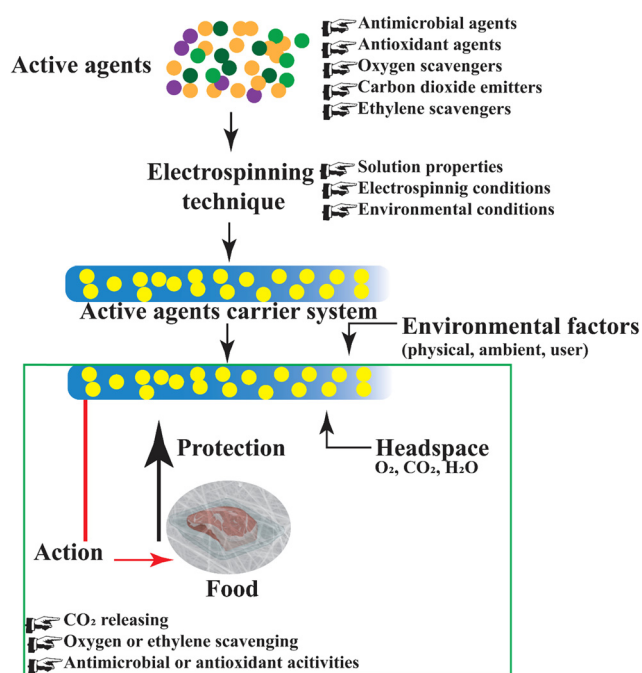 Active agents
Antimicrobial agents
Antioxidant agents
Oxygen scavengers
Carbon dioxide emitters
Ethylene scavengers
Electrospinning
technique
Solution properties
Electrospinnig conditions
Environmental conditions
Active agents carrier system
Environmental factors
(physical, ambient, user)
Protection
Headspace
O₂, CO₂, H₂O
Action
Food
CO₂ releasing
Oxygen or ethylene scavenging
Antimicrobial or antioxidant acitivities